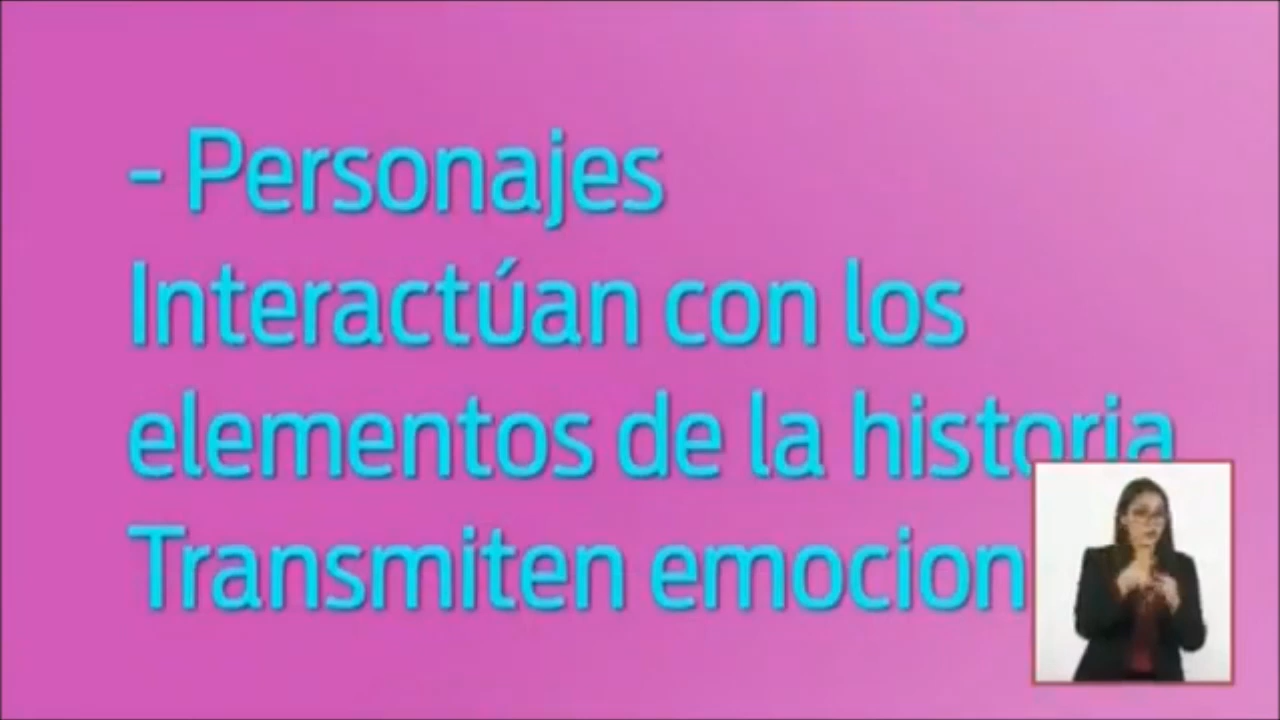 - Personajes
Interactúan con los
elementos de la historia
Transmiten emocion